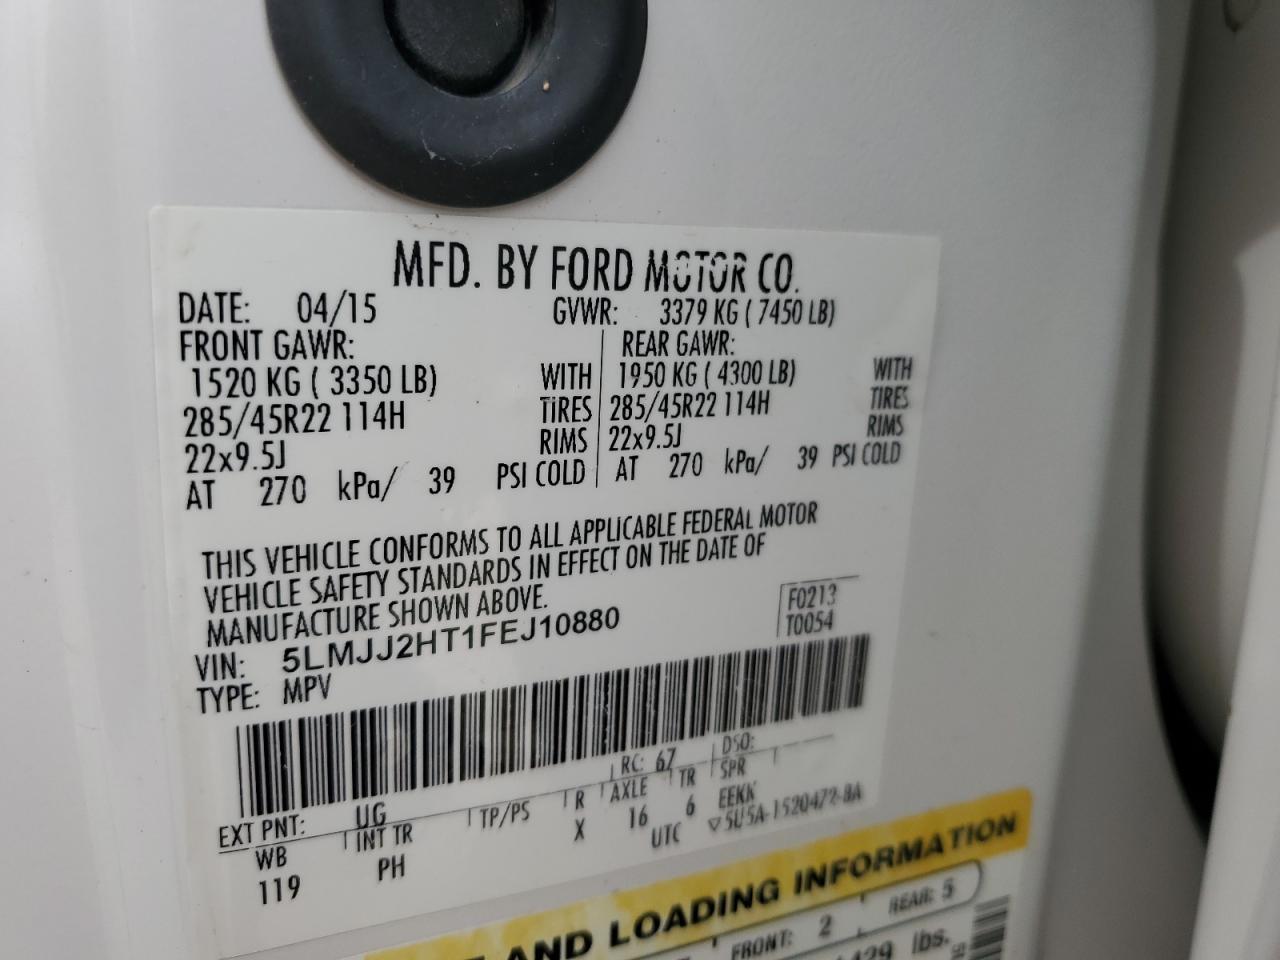 MFD. BY FORD MOTOR CO.
DATE: 04/15 GVWR: 3379 KG ( 7450 LB)
FRONT GAWR: REAR GAWR:
1520 KG ( 3350 LB) WITH 1950 KG ( 4300 LB) WITH
285/45R22 114H TIRES 285/45R22 114H TIRES
22x9.5J RIMS 22x9.5J RIMS
AT 270 kPa/ 39 PSI COLD AT 270 kPa/ 39 PSI COLD
THIS VEHICLE CONFORMS TO ALL APPLICABLE FEDERAL MOTOR
VEHICLE SAFETY STANDARDS IN EFFECT ON THE DATE OF
MANUFACTURE SHOWN ABOVE.
F0213
T0054
VIN: 5LMJJ2HT1FEJ10880
TYPE: MPV
EXT PNT: UG RC: 67 DSO:
WB INT TR TP/PS R AXLE TR SPR
119 PH X 16 6 EEKK
UTC ▽5U5A-1520472-BA
AND LOADING INFORMATION
FRONT: 2 REAR: 5
lbs.